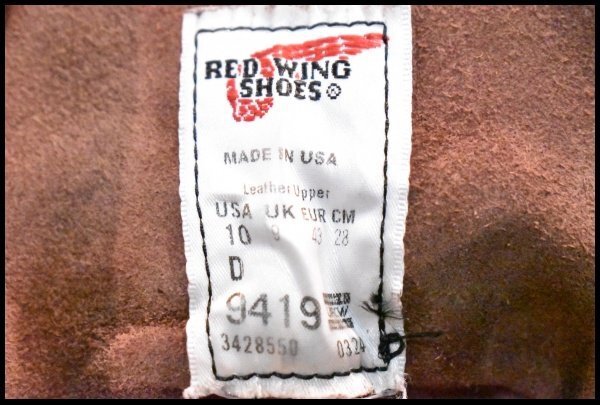 RED WING
SHOES®
MADE IN USA
Leather Upper
USA UK EUR CM
10 9 43 28
D
9419
3428550 0324